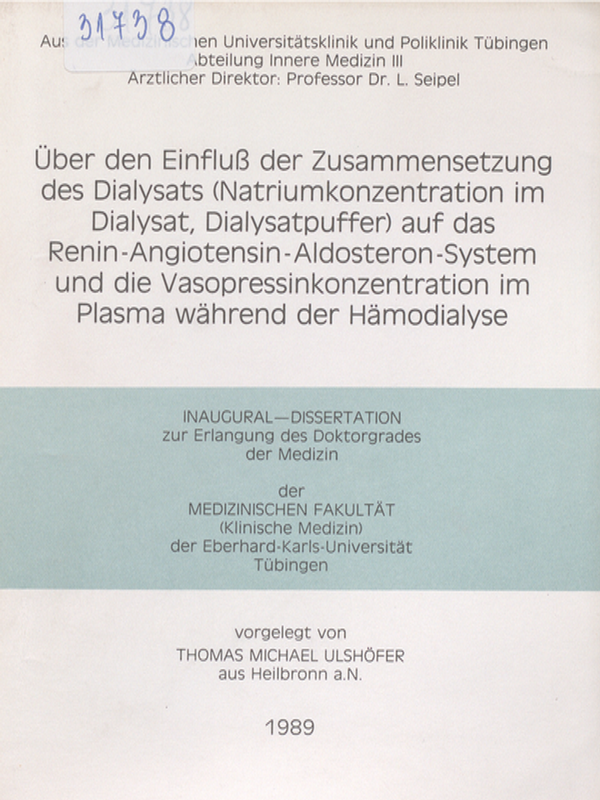 31738
Aus der Medizinischen Universitätsklinik und Poliklinik Tübingen
Abteilung Innere Medizin III
Ärztlicher Direktor: Professor Dr. L. Seipel
Über den Einfluß der Zusammensetzung
des Dialysats (Natriumkonzentration im
Dialysat, Dialysatpuffer) auf das
Renin-Angiotensin-Aldosteron-System
und die Vasopressinkonzentration im
Plasma während der Hämodialyse
INAUGURAL—DISSERTATION
zur Erlangung des Doktorgrades
der Medizin
der
MEDIZINISCHEN FAKULTÄT
(Klinische Medizin)
der Eberhard-Karls-Universität
Tübingen
vorgelegt von
THOMAS MICHAEL ULSHÖFER
aus Heilbronn a.N.
1989